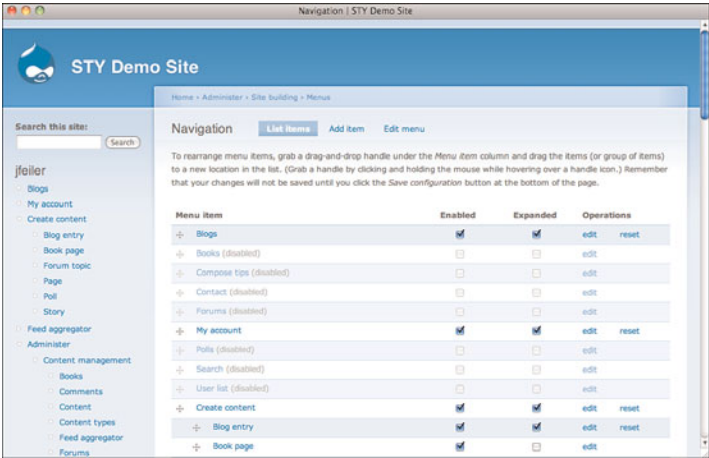 Navigation | STY Demo Site
STY Demo Site
Home › Administer › Site building › Menus
Search this site:
Search
jfeiler
Blogs
My account
Create content
Blog entry
Book page
Forum topic
Page
Poll
Story
Feed aggregator
Administer
Content management
Books
Comments
Content
Content types
Feed aggregator
Forums
Navigation List items Add item Edit menu
To rearrange menu items, grab a drag-and-drop handle under the Menu item column and drag the items (or group of items)
to a new location in the list. (Grab a handle by clicking and holding the mouse while hovering over a handle icon.) Remember
that your changes will not be saved until you click the Save configuration button at the bottom of the page.
Menu item Enabled Expanded Operations
Blogs edit reset
Books (disabled) edit
Compose tips (disabled) edit
Contact (disabled) edit
Forums (disabled) edit
My account edit reset
Polls (disabled) edit
Search (disabled) edit
User list (disabled) edit
Create content edit reset
Blog entry edit reset
Book page edit